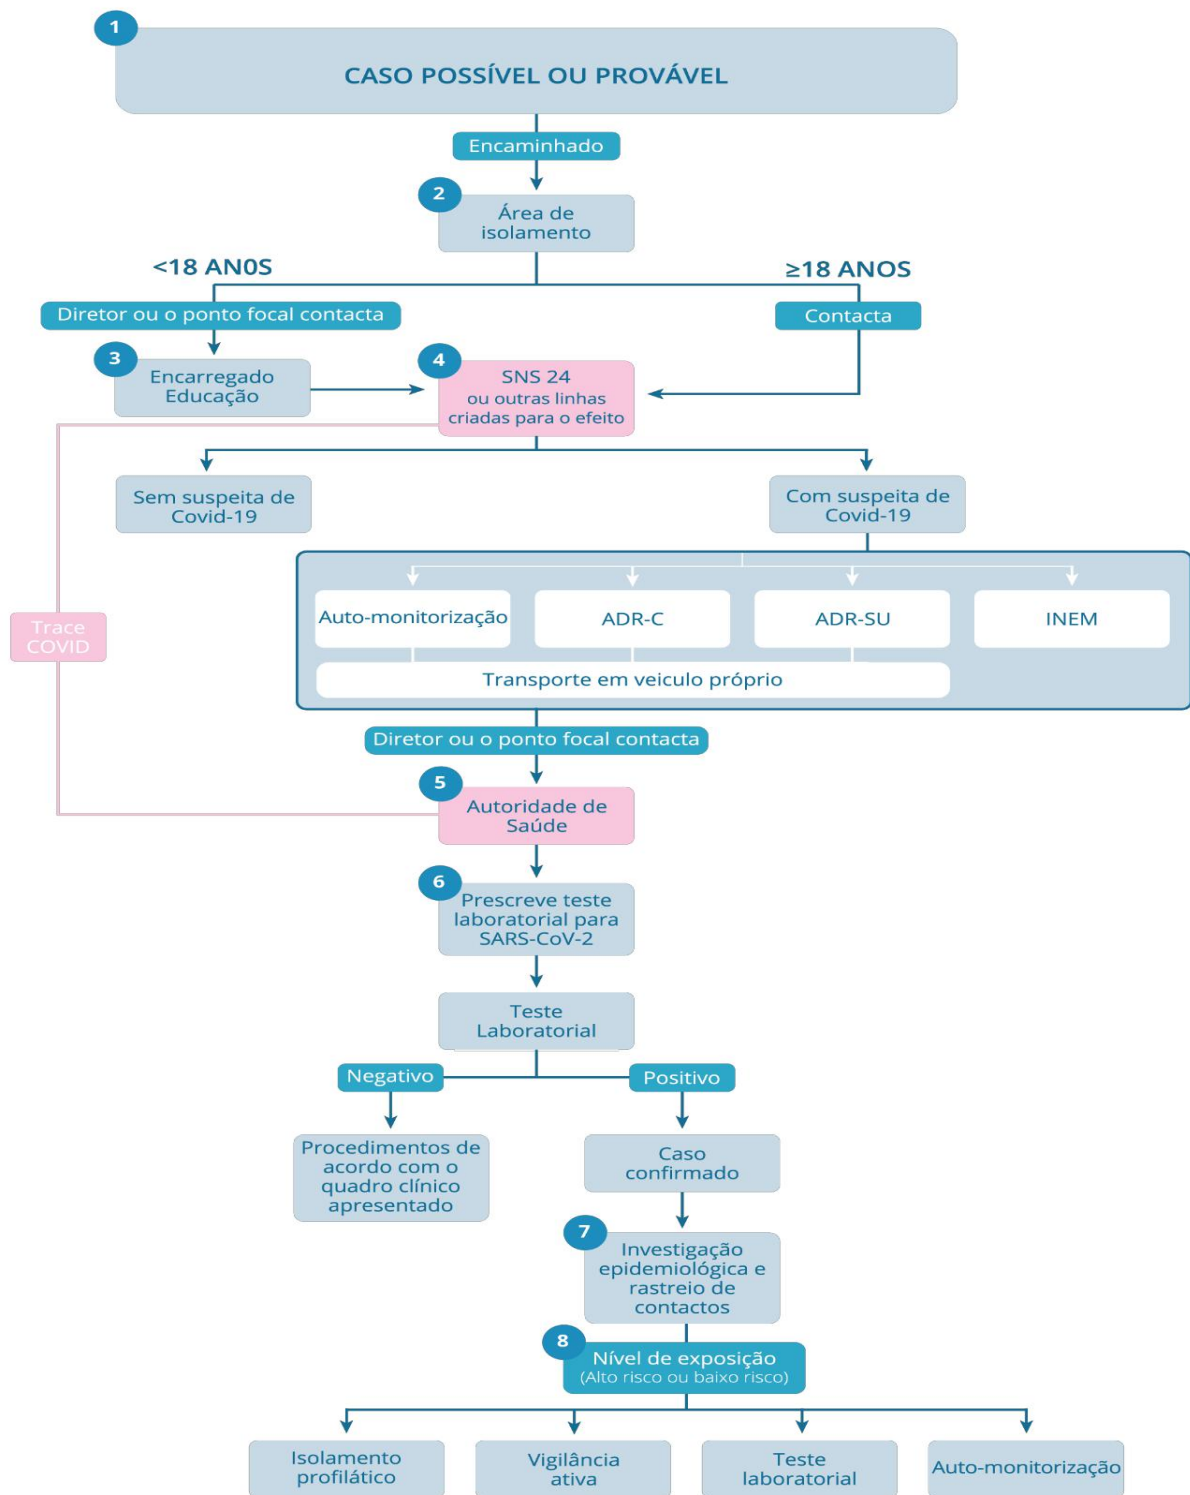 1
CASO POSSÍVEL OU PROVÁVEL
Encaminhado
2
Área de
isolamento
<18 AN0S
≥18 ANOS
Diretor ou o ponto focal contacta
Contacta
3
Encarregado
Educação
4
SNS 24
ou outras linhas
criadas para o efeito
Sem suspeita de
Covid-19
Com suspeita de
Covid-19
Trace
COVID
Auto-monitorização
ADR-C
ADR-SU
INEM
Transporte em veiculo próprio
Diretor ou o ponto focal contacta
5
Autoridade de
Saúde
6
Prescreve teste
laboratorial para
SARS-CoV-2
Teste
Laboratorial
Negativo
Positivo
Procedimentos de
acordo com o
quadro clínico
apresentado
Caso
confirmado
7
Investigação
epidemiológica e
rastreio de
contactos
8
Nível de exposição
(Alto risco ou baixo risco)
Isolamento
profilático
Vigilância
ativa
Teste
laboratorial
Auto-monitorização